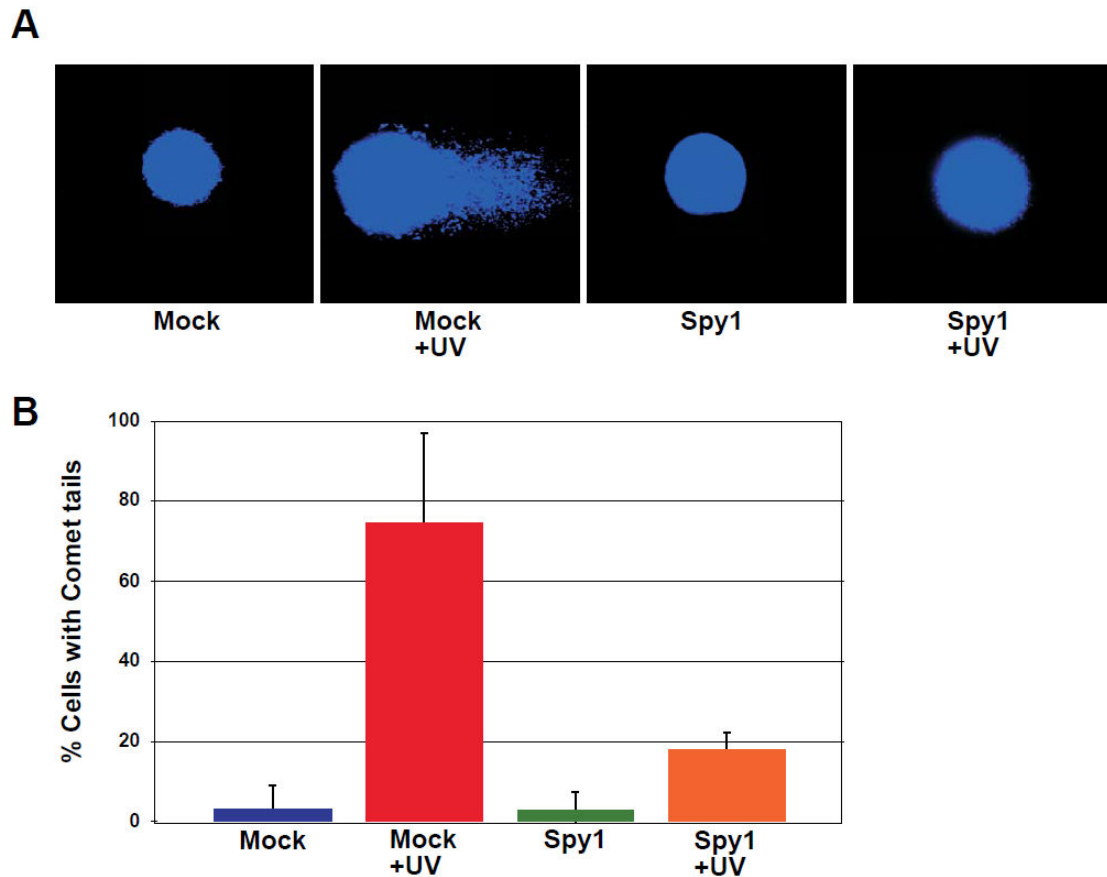 A
Mock
Mock
+UV
Spy1
Spy1
+UV
B
% Cells with Comet tails
100
80
60
40
20
0
Mock
Mock
+UV
Spy1
Spy1
+UV